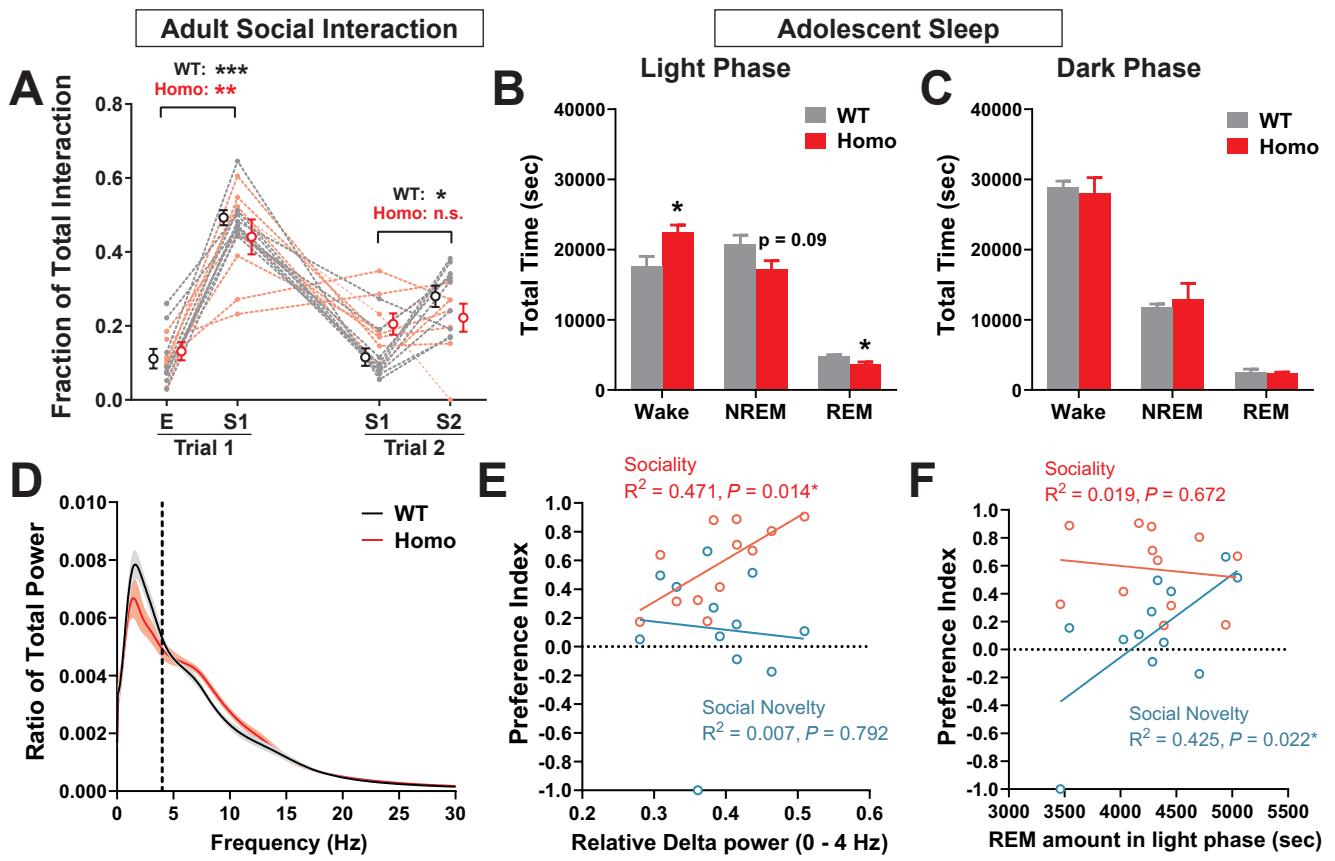 Adult Social Interaction
Adolescent Sleep
A
WT: ***
Homo: **
WT: *
Homo: n.s.
Fraction of Total Interaction
0.8
0.6
0.4
0.2
0.0
E S1 S1 S2
Trial 1 Trial 2
B
Light Phase
WT
Homo
Total Time (sec)
40000
30000
20000
10000
0
*
p = 0.09
*
Wake NREM REM
C
Dark Phase
WT
Homo
Total Time (sec)
40000
30000
20000
10000
0
Wake NREM REM
D
WT
Homo
Ratio of Total Power
0.010
0.008
0.006
0.004
0.002
0.000
0 5 10 15 20 25 30
Frequency (Hz)
E
Sociality
R² = 0.471, P = 0.014*
Preference Index
1.0
0.8
0.6
0.4
0.2
0.0
-0.2
-0.4
-0.6
-0.8
-1.0
Social Novelty
R² = 0.007, P = 0.792
0.2 0.3 0.4 0.5 0.6
Relative Delta power (0 - 4 Hz)
F
Sociality
R² = 0.019, P = 0.672
Preference Index
1.0
0.8
0.6
0.4
0.2
0.0
-0.2
-0.4
-0.6
-0.8
-1.0
Social Novelty
R² = 0.425, P = 0.022*
3000 3500 4000 4500 5000 5500
REM amount in light phase (sec)